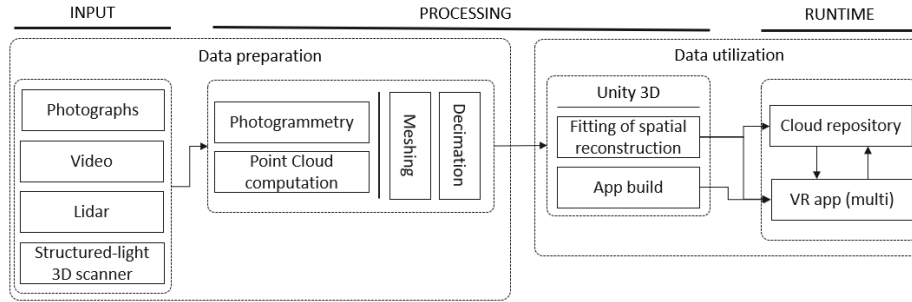 INPUT
PROCESSING
RUNTIME
Data preparation
Data utilization
Photographs
Video
Lidar
Structured-light
3D scanner
Photogrammetry
Point Cloud
computation
Meshing
Decimation
Unity 3D
Fitting of spatial
reconstruction
App build
Cloud repository
VR app (multi)